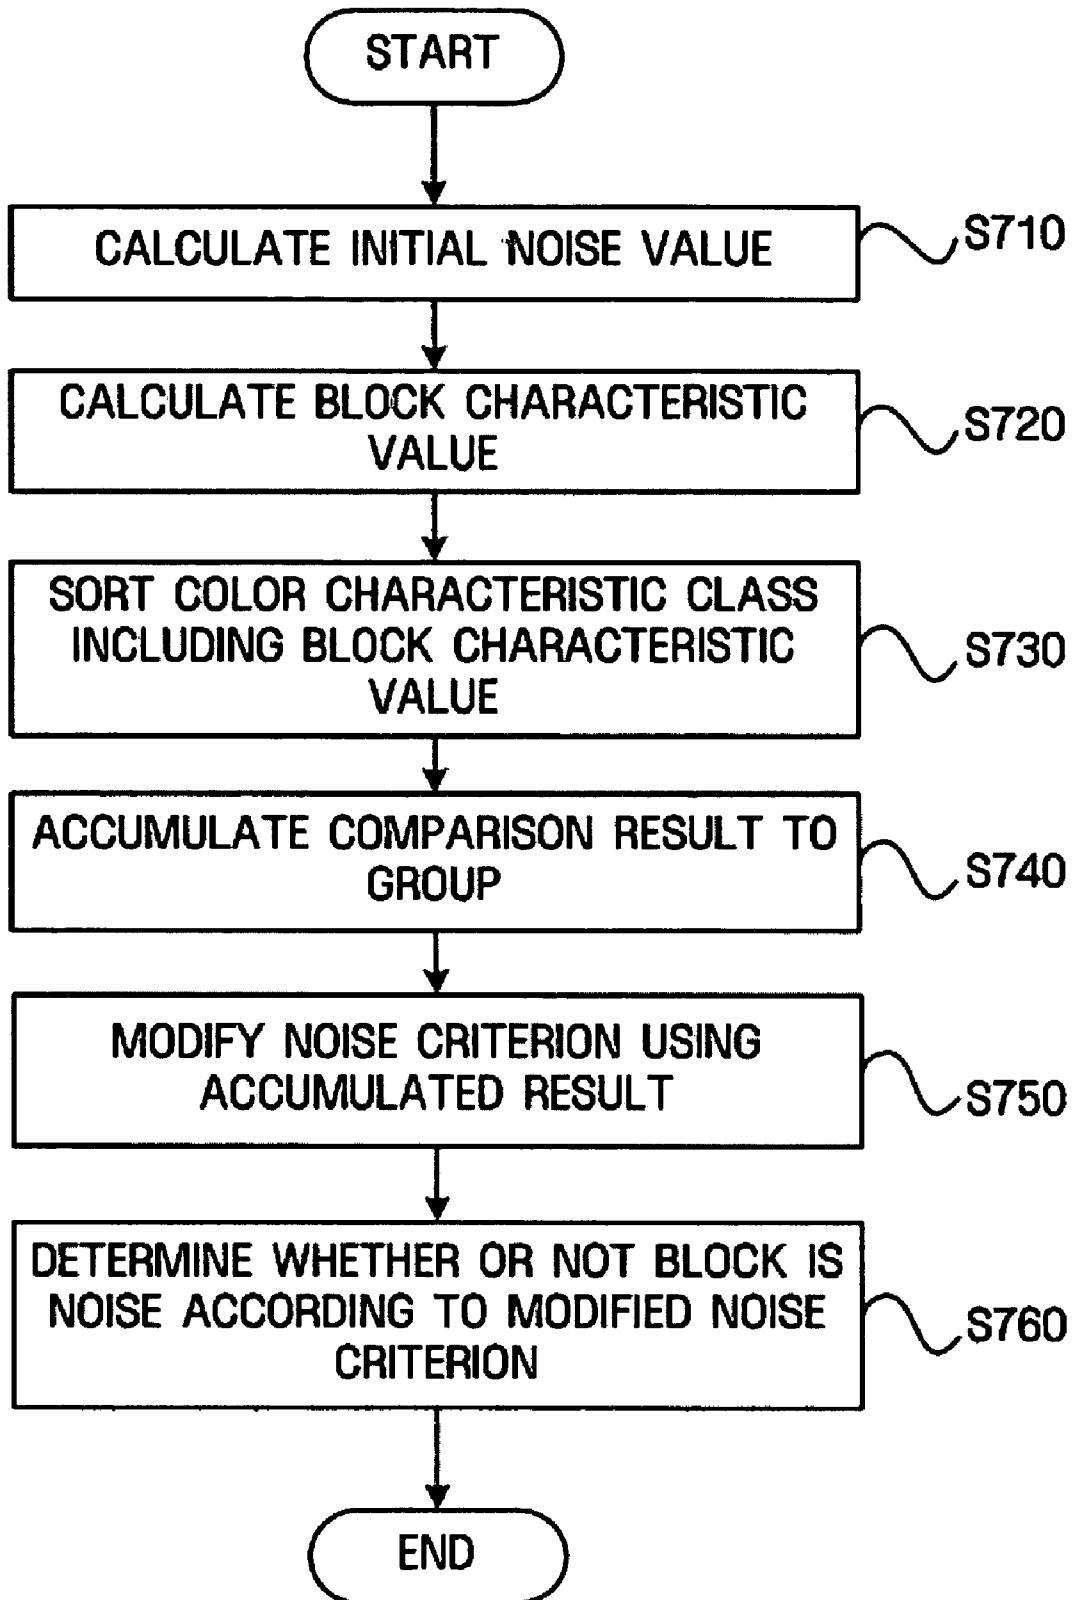 START
CALCULATE INITIAL NOISE VALUE
S710
CALCULATE BLOCK CHARACTERISTIC
VALUE
S720
SORT COLOR CHARACTERISTIC CLASS
INCLUDING BLOCK CHARACTERISTIC
VALUE
S730
ACCUMULATE COMPARISON RESULT TO
GROUP
S740
MODIFY NOISE CRITERION USING
ACCUMULATED RESULT
S750
DETERMINE WHETHER OR NOT BLOCK IS
NOISE ACCORDING TO MODIFIED NOISE
CRITERION
S760
END